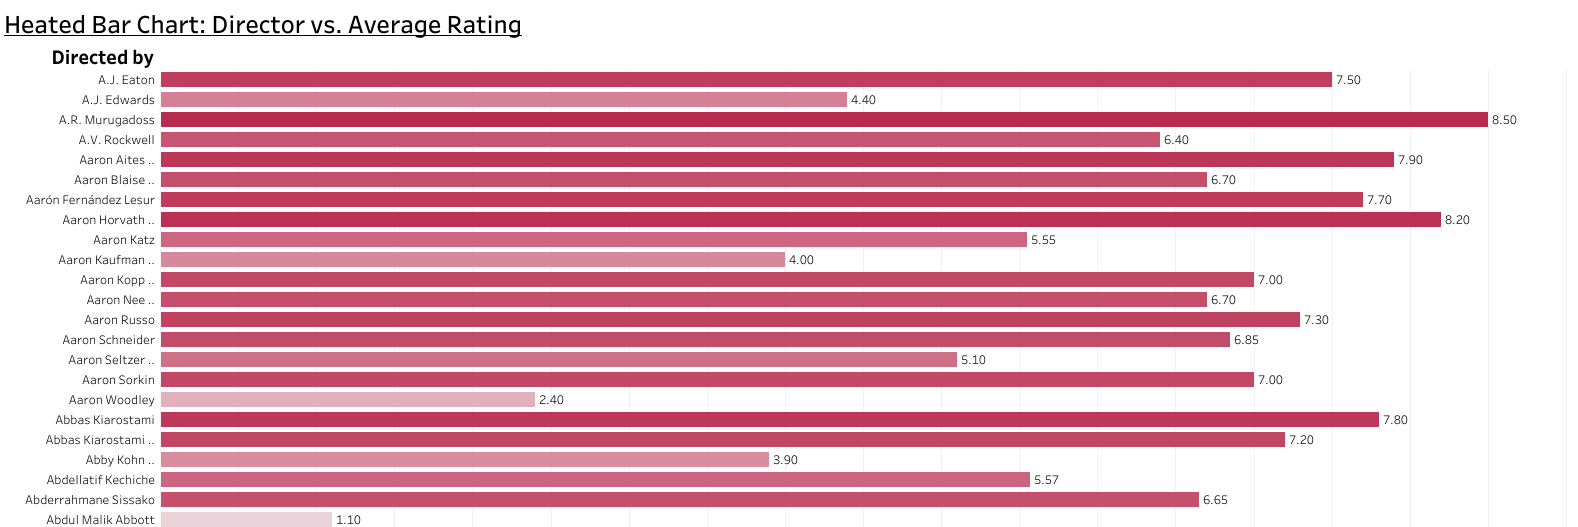 Heated Bar Chart: Director vs. Average Rating
Directed by
A.J. Eaton 7.50
A.J. Edwards 4.40
A.R. Murugadoss 8.50
A.V. Rockwell 6.40
Aaron Aites .. 7.90
Aaron Blaise .. 6.70
Aarón Fernández Lesur 7.70
Aaron Horvath .. 8.20
Aaron Katz 5.55
Aaron Kaufman .. 4.00
Aaron Kopp .. 7.00
Aaron Nee .. 6.70
Aaron Russo 7.30
Aaron Schneider 6.85
Aaron Seltzer .. 5.10
Aaron Sorkin 7.00
Aaron Woodley 2.40
Abbas Kiarostami 7.80
Abbas Kiarostami .. 7.20
Abby Kohn .. 3.90
Abdellatif Kechiche 5.57
Abderrahmane Sissako 6.65
Abdul Malik Abbott 1.10